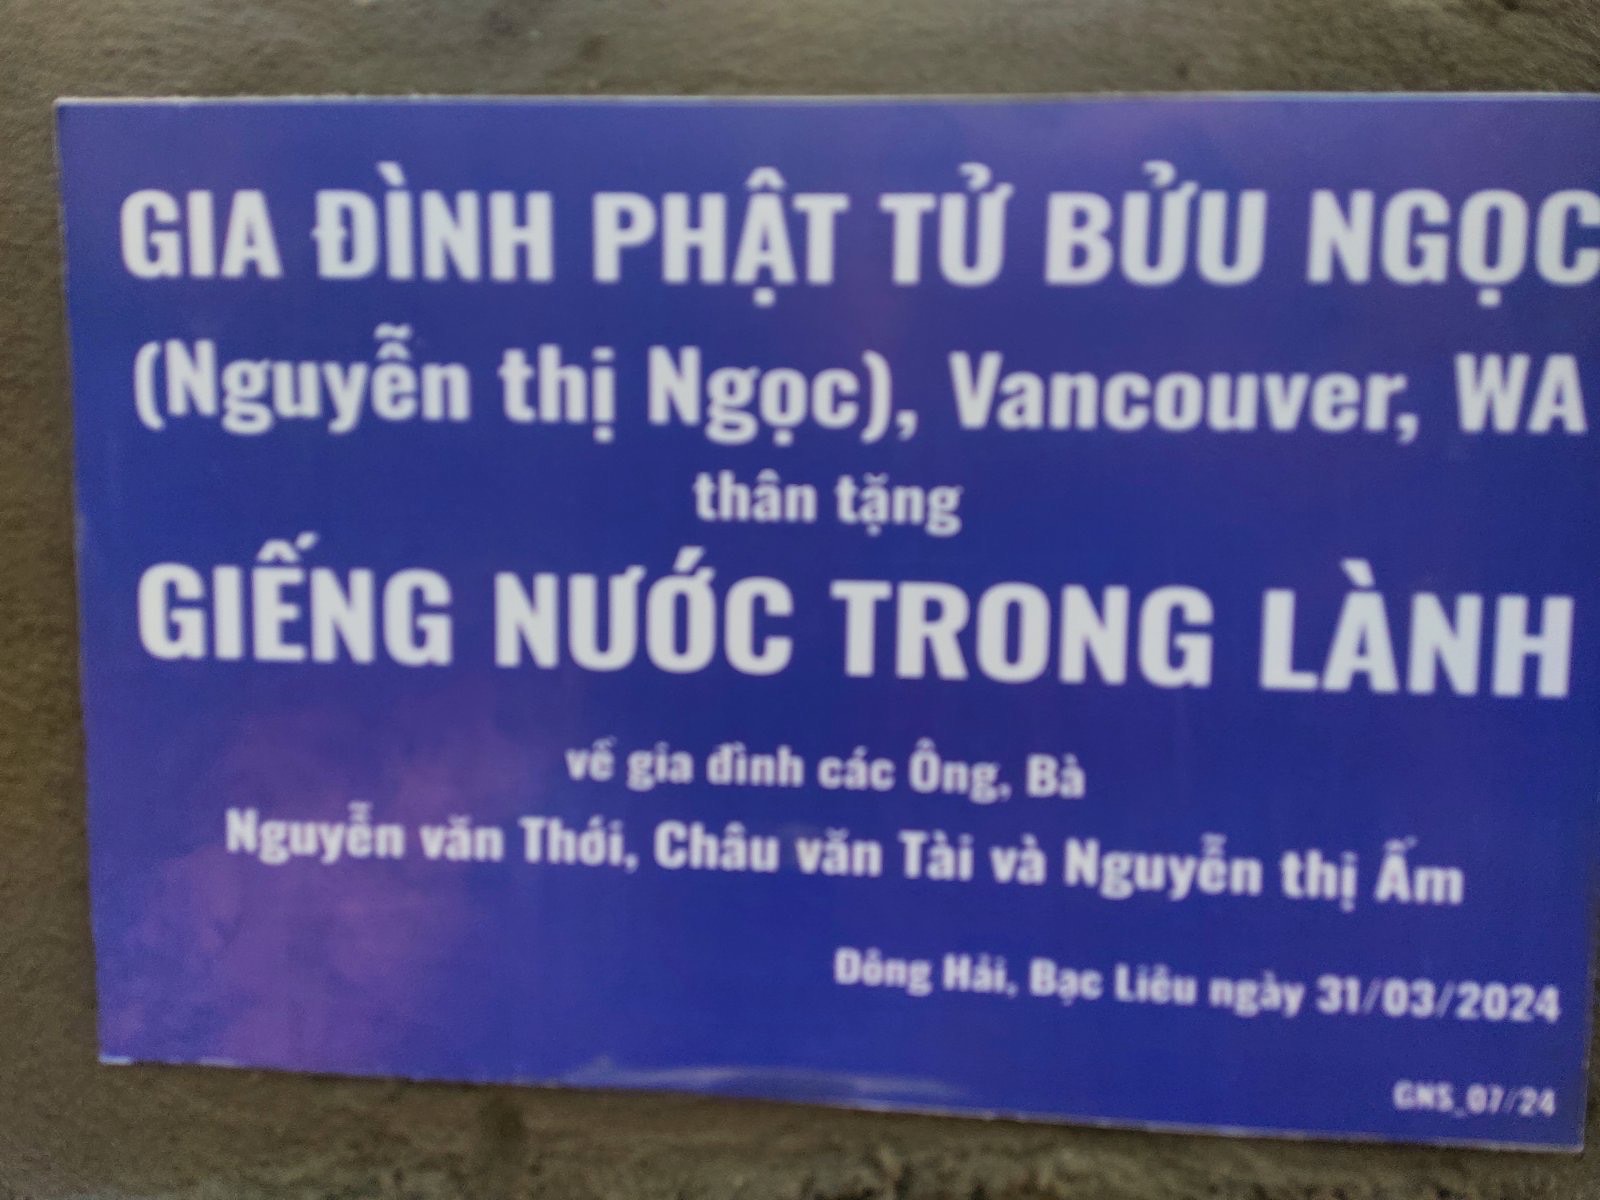 GIA ĐÌNH PHẬT TỬ BỬU NGỌC
(Nguyễn thị Ngọc), Vancouver, WA
thân tặng
GIẾNG NƯỚC TRONG LÀNH
về gia đình các Ông, Bà
Nguyễn văn Thới, Châu văn Tài và Nguyễn thị Ấm
Đông Hải, Bạc Liêu ngày 31/03/2024
GNS_07/24